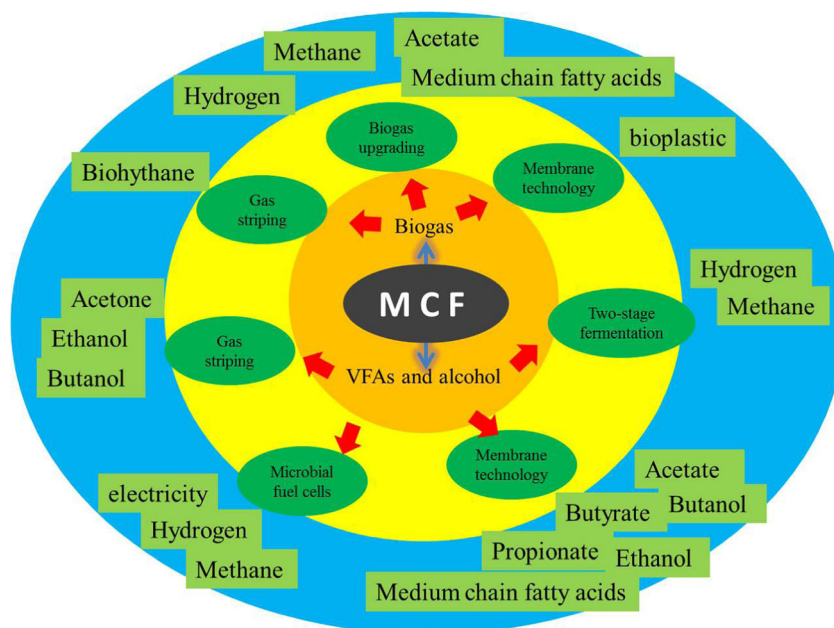 Methane
Acetate
Medium chain fatty acids
Hydrogen
Biogas
upgrading
bioplastic
Biohythane
Membrane
technology
Gas
striping
Biogas
Hydrogen
Methane
Acetone
Ethanol
Butanol
MCF
Two-stage
fermentation
Gas
striping
VFAs and alcohol
Microbial
fuel cells
Membrane
technology
electricity
Hydrogen
Methane
Acetate
Butanol
Butyrate
Propionate
Ethanol
Medium chain fatty acids